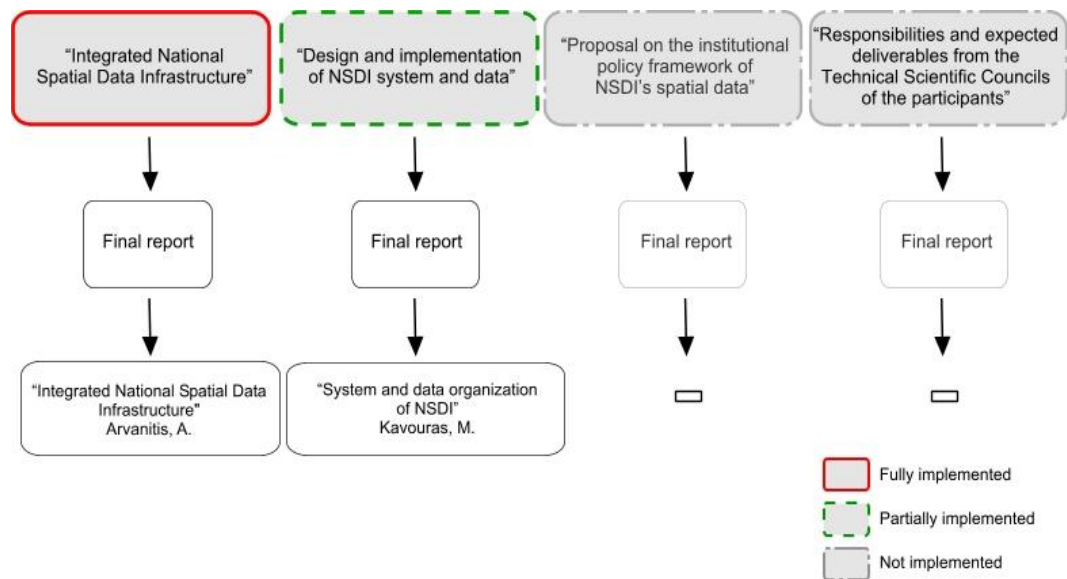 “Integrated National
Spatial Data Infrastructure”
“Design and implementation
of NSDI system and data”
“Proposal on the institutional
policy framework of
NSDI’s spatial data”
“Responsibilities and expected
deliverables from the
Technical Scientific Councils
of the participants”
Final report
Final report
Final report
Final report
“Integrated National Spatial Data
Infrastructure"
Arvanitis, A.
“System and data organization
of NSDI”
Kavouras, M.
Fully implemented
Partially implemented
Not implemented